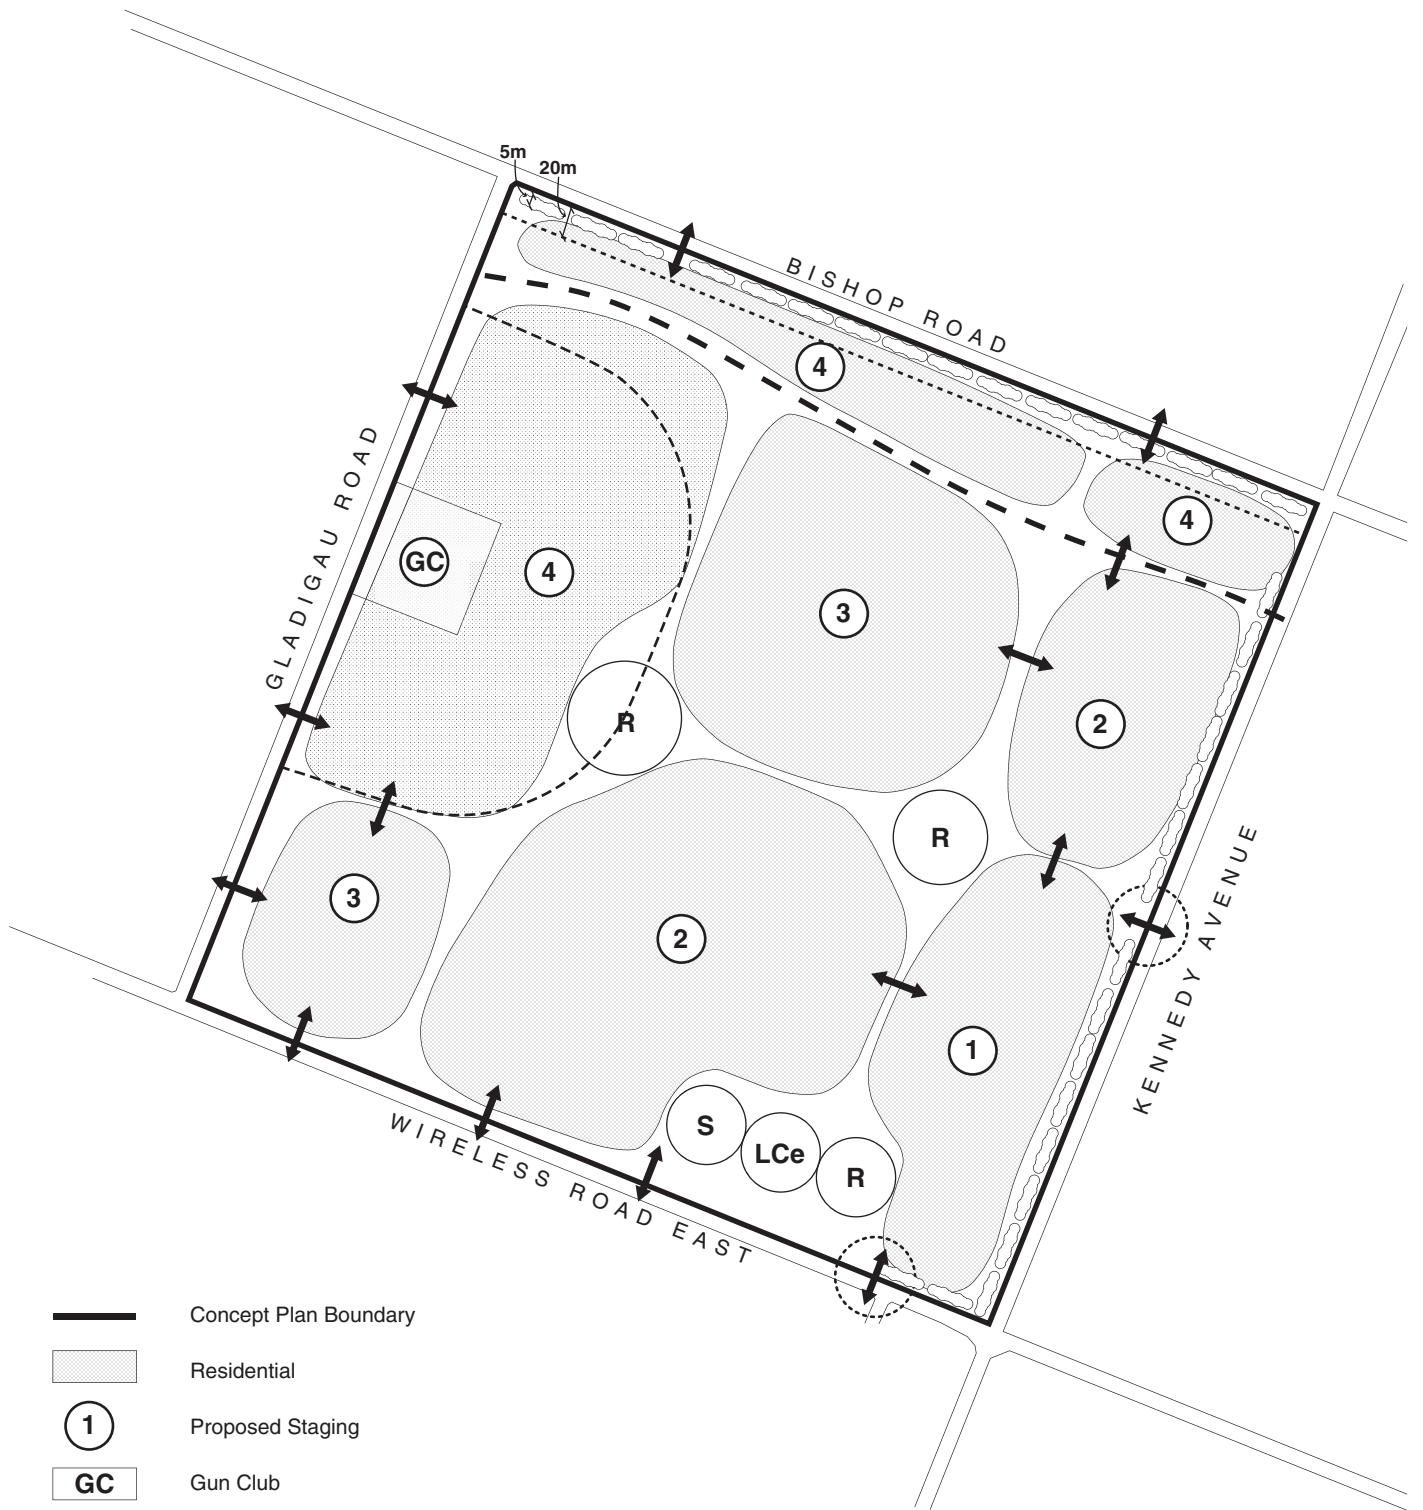 5m
20m
BISHOP ROAD
4
4
GLADIGAU ROAD
GC
4
3
2
R
R
KENNEDY AVENUE
3
2
1
S
LCe
R
WIRELESS ROAD EAST
Concept Plan Boundary
Residential
1 Proposed Staging
GC Gun Club